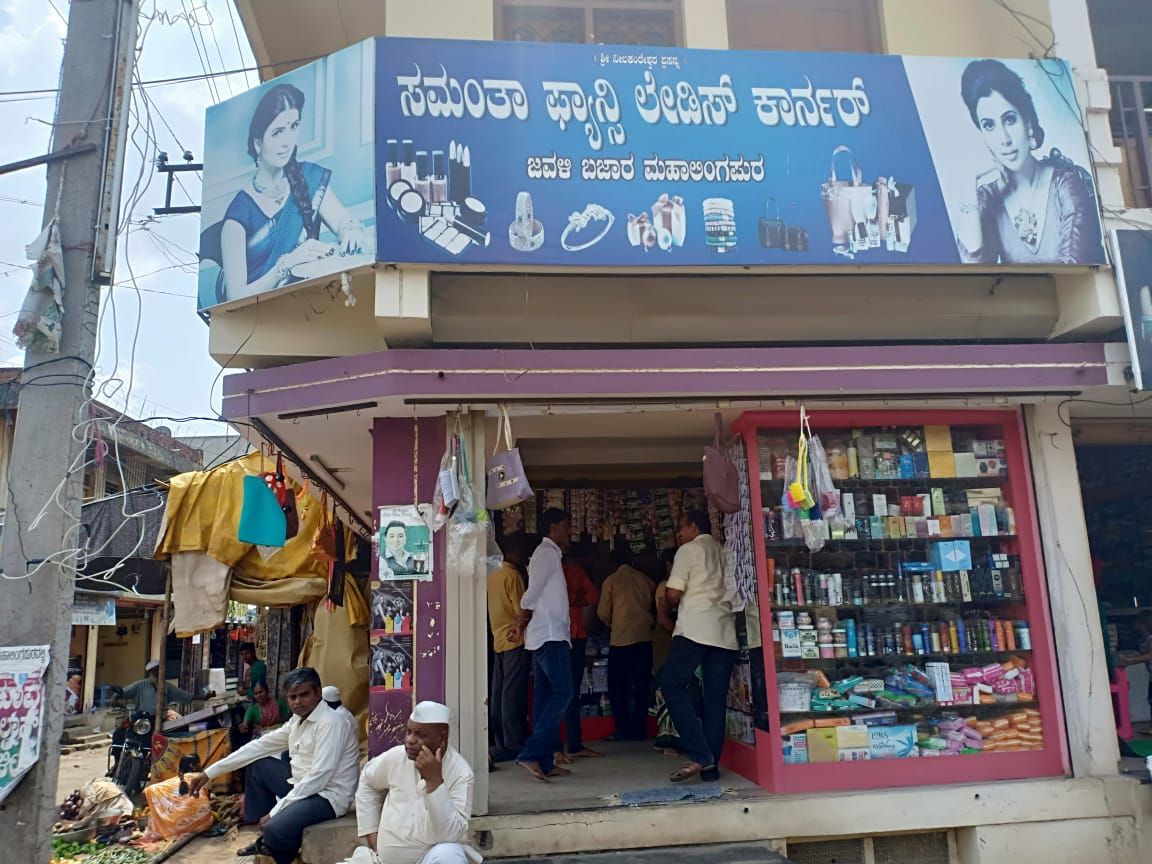 । ಶ್ರೀ ನೀಲಕಂಠೇಶ್ವರ ಪ್ರಸನ್ನ ।
ಸಮಂತಾ ಫ್ಯಾನ್ಸಿ ಲೇಡಿಸ್ ಕಾರ್ನರ್
ಜವಳಿ ಬಜಾರ ಮಹಾಲಿಂಗಪುರ